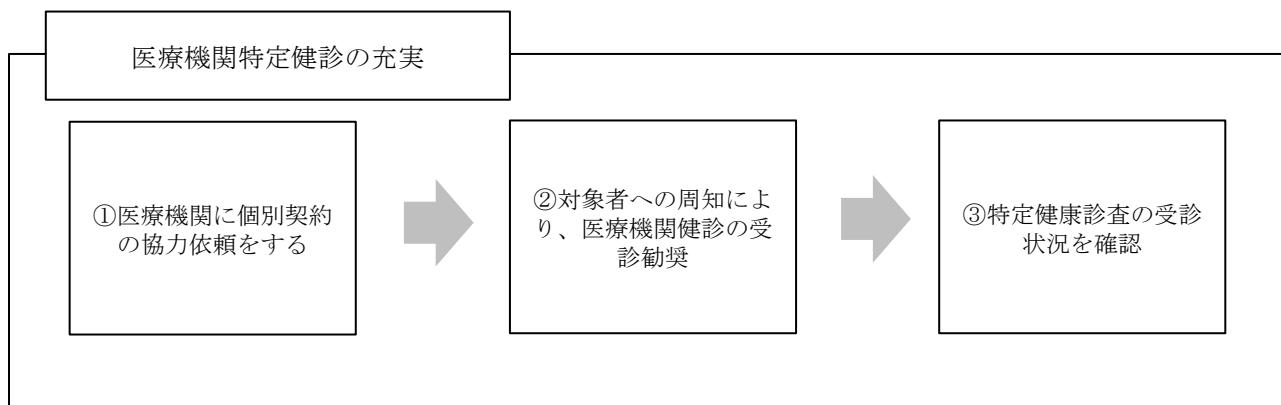 医療機関特定健診の充実
①医療機関に個別契約
の協力依頼をする
②対象者への周知によ
り、医療機関健診の受
診勧奨
③特定健康診査の受診
状況を確認